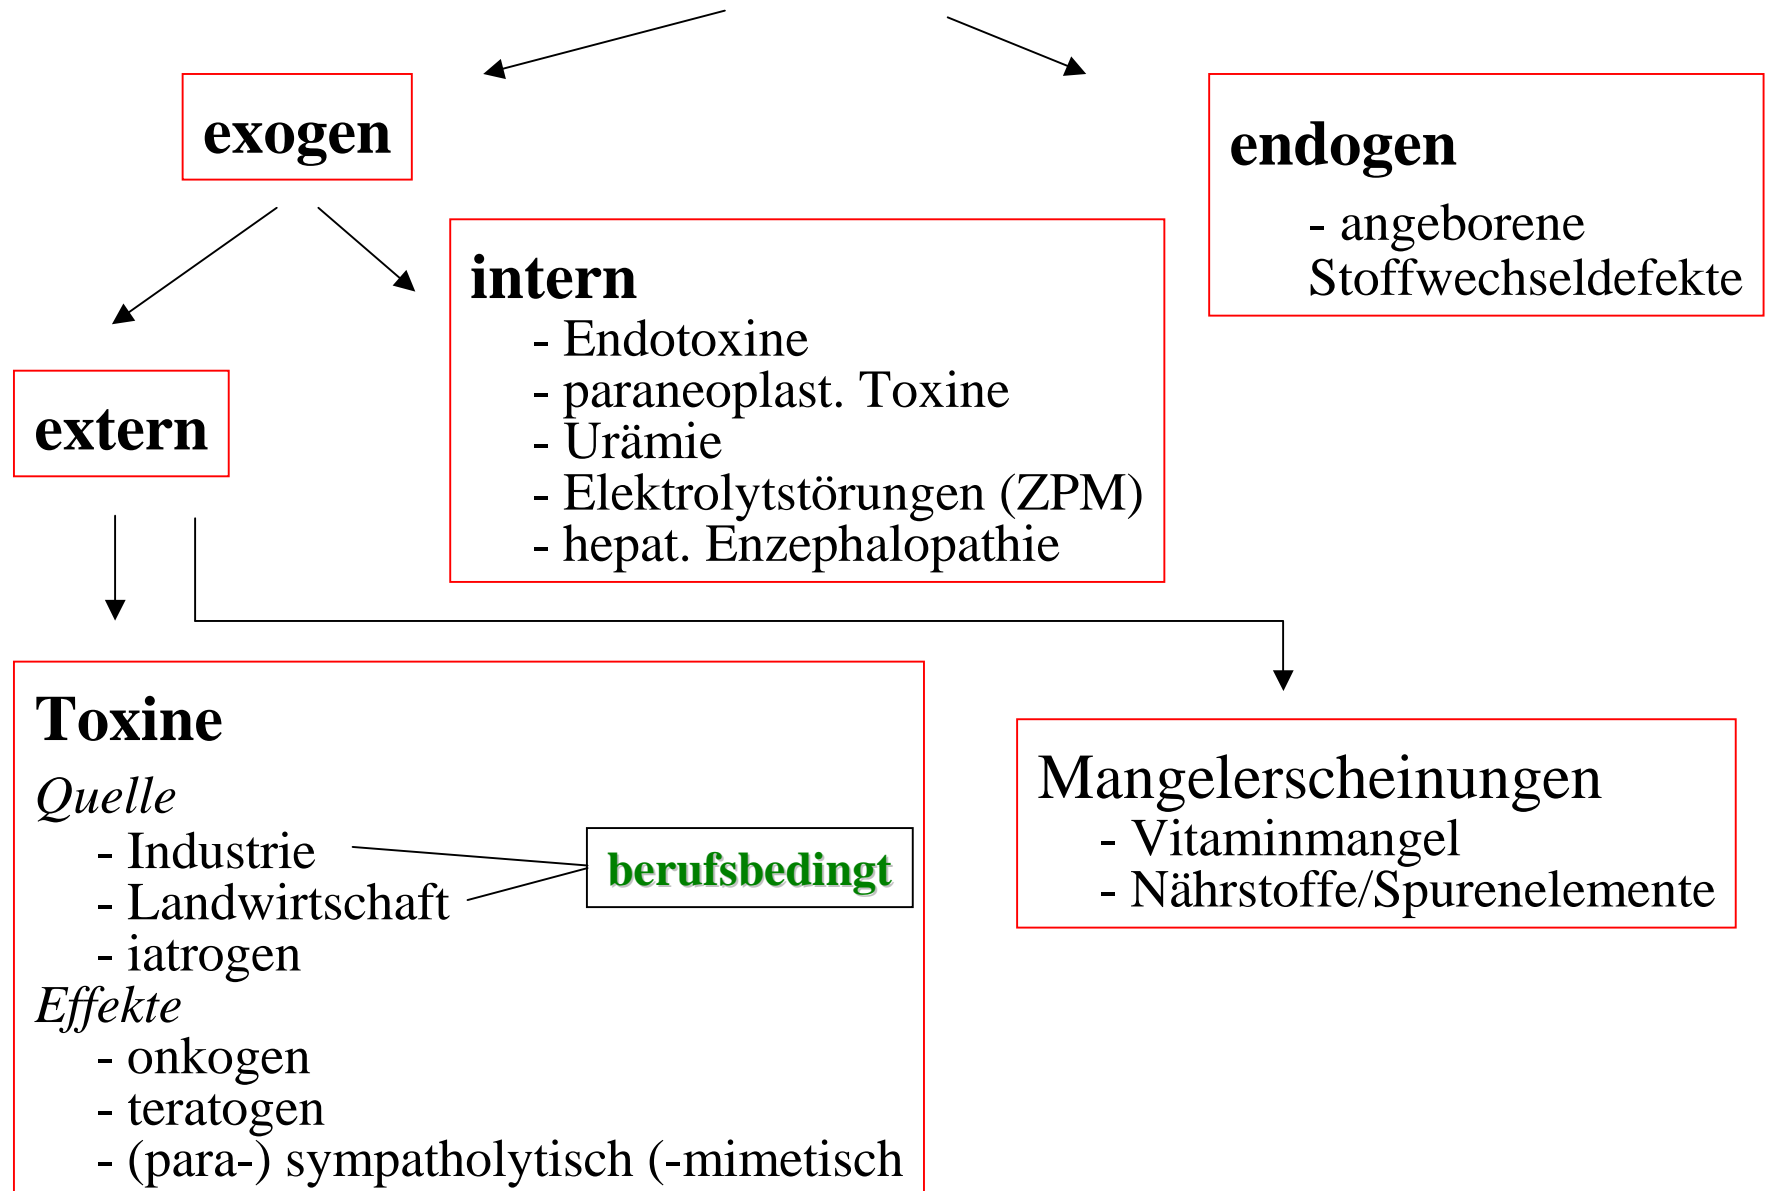 exogen
endogen
- angeborene
Stoffwechseldefekte
intern
- Endotoxine
- paraneoplast. Toxine
- Urämie
- Elektrolytstörungen (ZPM)
- hepat. Enzephalopathie
extern
Toxine
Quelle
- Industrie
- Landwirtschaft
- iatrogen
berufsbedingt
Effekte
- onkogen
- teratogen
- (para-) sympatholytisch (-mimetisch
Mangelerscheinungen
- Vitaminmangel
- Nährstoffe/Spurenelemente